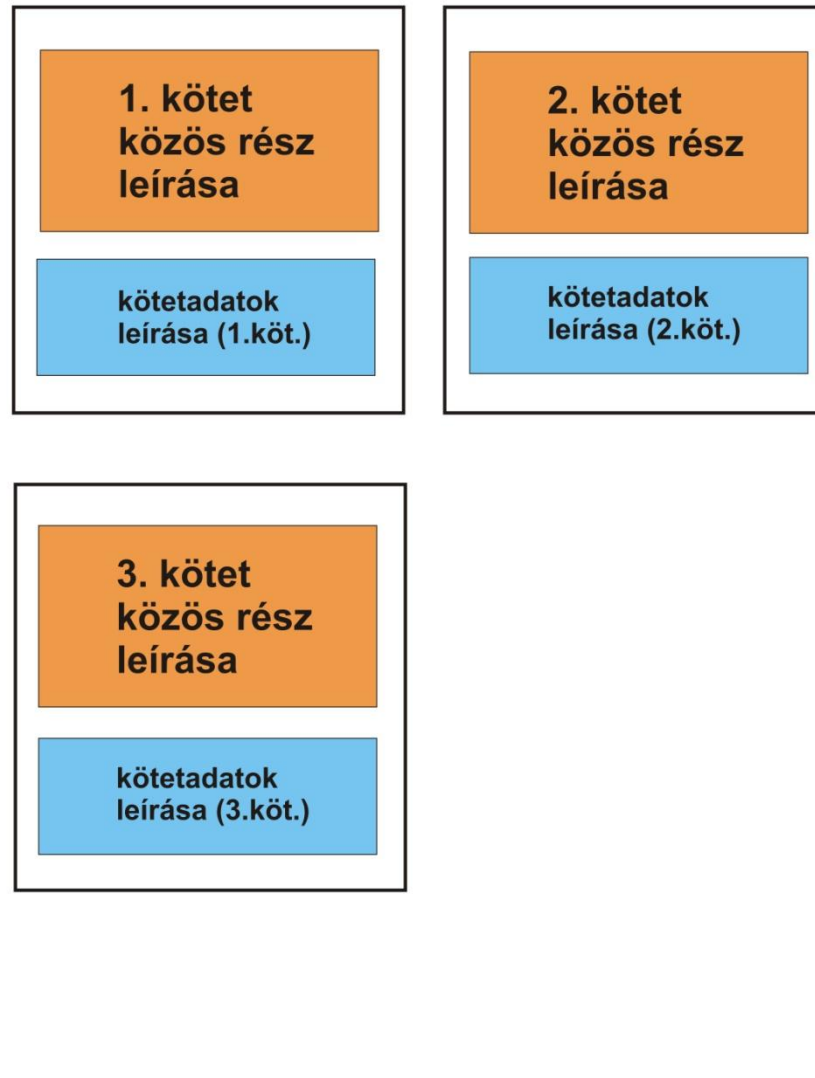 1. kötet
közös rész
leírása
kötetadatok
leírása (1.köt.)
2. kötet
közös rész
leírása
kötetadatok
leírása (2.köt.)
3. kötet
közös rész
leírása
kötetadatok
leírása (3.köt.)